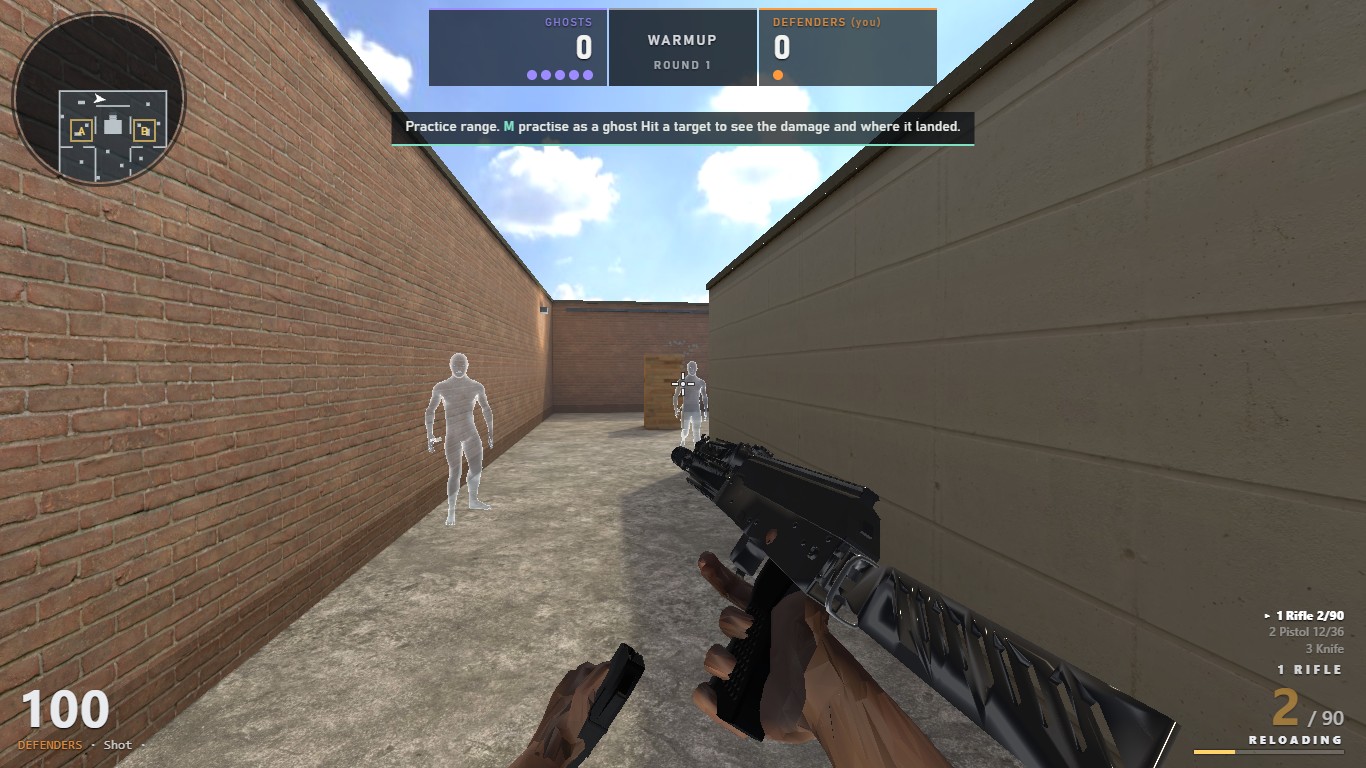 GHOSTS
0
WARMUP
ROUND 1
DEFENDERS (you)
0
Practice range. M practise as a ghost Hit a target to see the damage and where it landed.
A
B
1 Rifle 2/90
2 Pistol 12/36
3 Knife
1 RIFLE
2 / 90
RELOADING
100
DEFENDERS · Shot ·